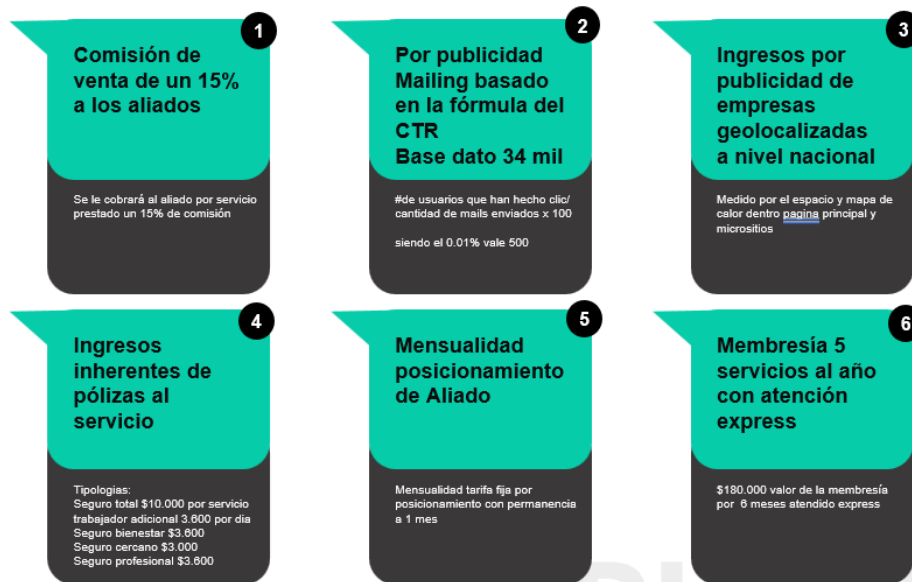 1
Comisión de
venta de un 15%
a los aliados
Se le cobrará al aliado por servicio
prestado un 15% de comisión
2
Por publicidad
Mailing basado
en la fórmula del
CTR
Base dato 34 mil
#de usuarios que han hecho clic/
cantidad de mails enviados x 100
siendo el 0.01% vale 500
3
Ingresos por
publicidad de
empresas
geolocalizadas
a nivel nacional
Medido por el espacio y mapa de
calor dentro pagina principal y
micrositios
4
Ingresos
inherentes de
pólizas al
servicio
Tipologias:
Seguro total $10.000 por servicio
trabajador adicional 3.600 por dia
Seguro bienestar $3.600
Seguro cercano $3.000
Seguro profesional $3.600
5
Mensualidad
posicionamiento
de Aliado
Mensualidad tarifa fija por
posicionamiento con permanencia
a 1 mes
6
Membresía 5
servicios al año
con atención
express
$180.000 valor de la membresía
por 6 meses atendido express